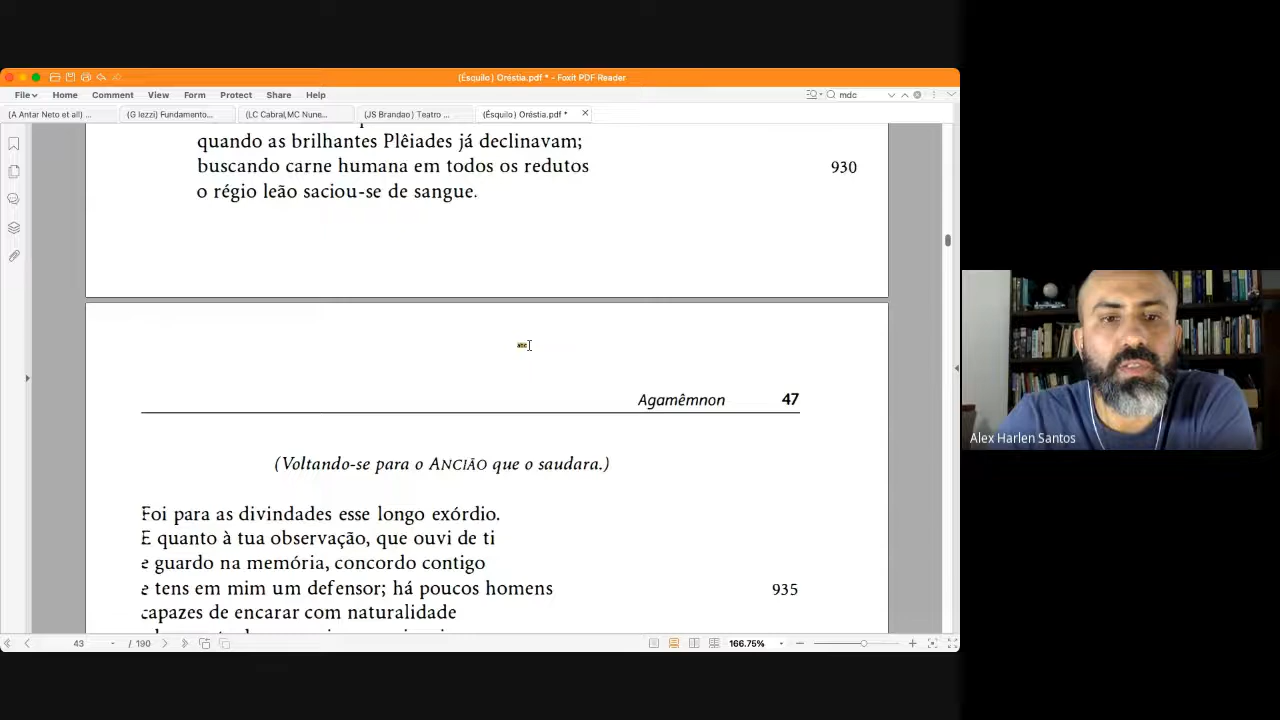 (Ésquilo) Oréstia.pdf * - Foxit PDF Reader
File Home Comment View Form Protect Share Help
mdc
(A Antar Neto et all) ... (G Iezzi) Fundamento... (LC Cabral,MC Nune... (JS Brandao) Teatro ... (Ésquilo) Oréstia.pdf *
quando as brilhantes Plêiades já declinavam;
buscando carne humana em todos os redutos 930
o régio leão saciou-se de sangue.
Agamêmnon 47
(Voltando-se para o ANCIÃO que o saudara.)
Foi para as divindades esse longo exórdio.
E quanto à tua observação, que ouvi de ti
e guardo na memória, concordo contigo
e tens em mim um defensor; há poucos homens 935
capazes de encarar com naturalidade
43 / 190 166.75%
Alex Harlen Santos